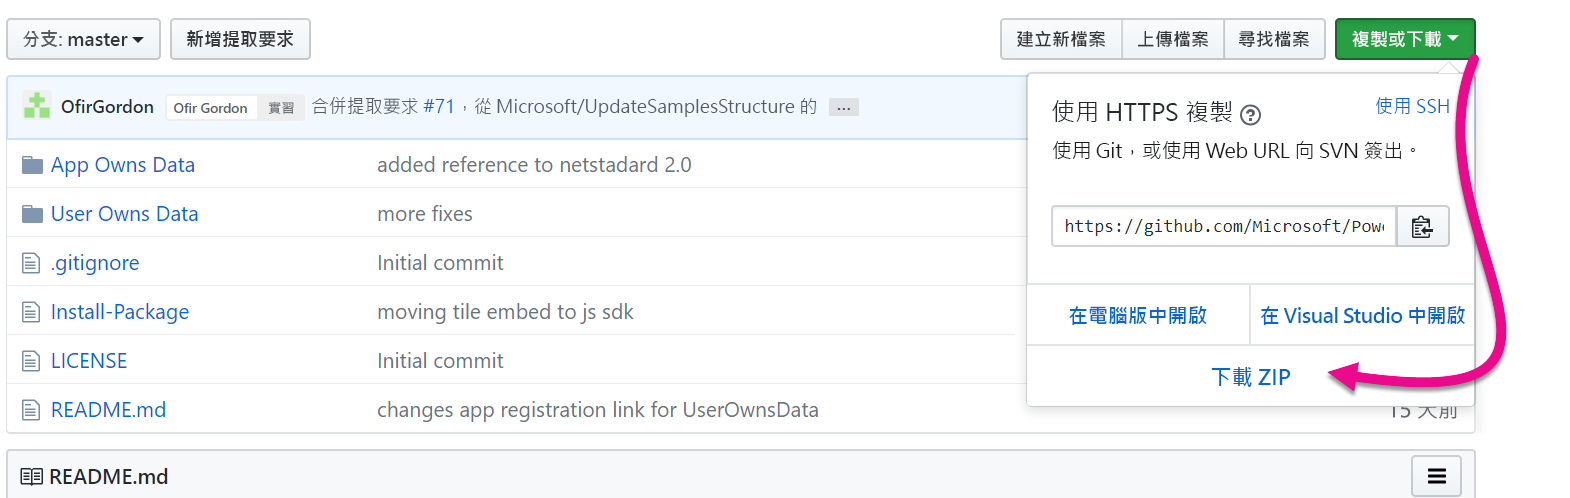 分支: master
新增提取要求
建立新檔案
上傳檔案
尋找檔案
複製或下載
OfirGordon
Ofir Gordon
實習
合併提取要求 #71，從 Microsoft/UpdateSamplesStructure 的
...
App Owns Data
added reference to netstadard 2.0
User Owns Data
more fixes
.gitignore
Initial commit
Install-Package
moving tile embed to js sdk
LICENSE
Initial commit
README.md
changes app registration link for UserOwnsData
15 天前
使用 HTTPS 複製
使用 SSH
使用 Git，或使用 Web URL 向 SVN 簽出。
https://github.com/Microsoft/Powe
在電腦版中開啟
在 Visual Studio 中開啟
下載 ZIP
README.md